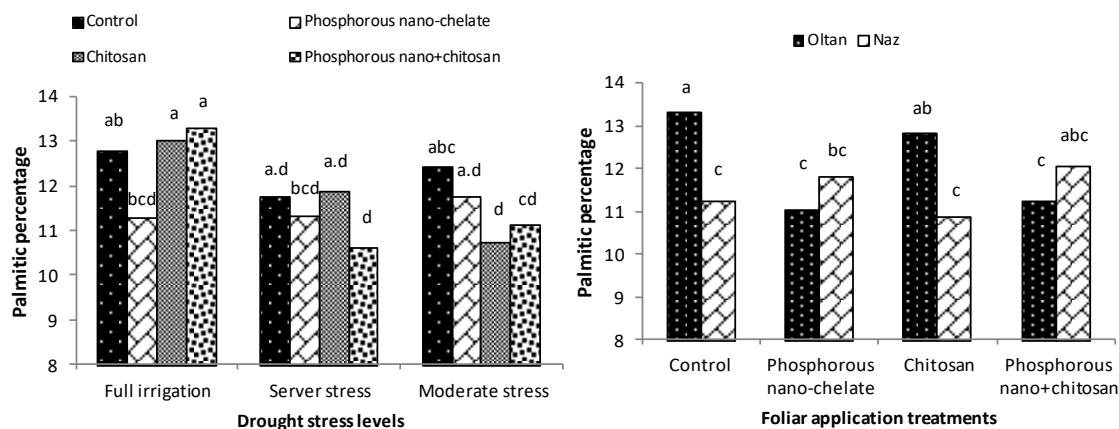 Control
Phosphorous nano-chelate
Chitosan
Phosphorous nano+chitosan
Palmitic percentage
14
13
12
11
10
9
8
ab
bcd
a
a
a.d
bcd
a.d
d
abc
a.d
d
cd
Full irrigation
Server stress
Moderate stress
Drought stress levels
Oltan
Naz
Palmitic percentage
14
13
12
11
10
9
8
a
c
c
bc
ab
c
c
abc
Control
Phosphorous
nano-chelate
Chitosan
Phosphorous
nano+chitosan
Foliar application treatments